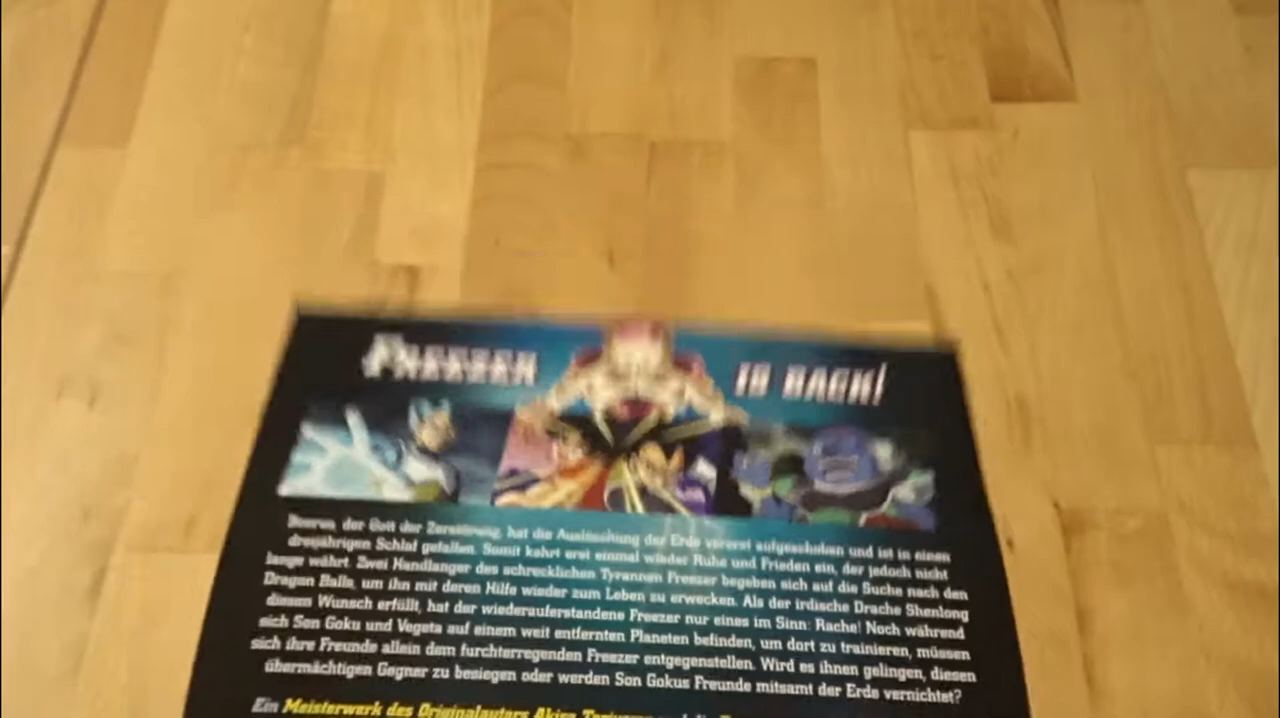 Freezer is back!
Beerus, der Gott der Zerstörung, hat die Auslöschung der Erde vorerst aufgeschoben und ist in einen
dreijährigen Schlaf gefallen. Somit kehrt erst einmal wieder Ruhe und Frieden ein, der jedoch nicht
lange währt. Zwei Handlanger des schrecklichen Tyrannen Freezer begeben sich auf die Suche nach den
Dragon Balls, um ihn mit deren Hilfe wieder zum Leben zu erwecken. Als der irdische Drache Shenlong
diesen Wunsch erfüllt, hat der wiederauferstandene Freezer nur eines im Sinn: Rache! Noch während
sich Son Goku und Vegeta auf einem weit entfernten Planeten befinden, um dort zu trainieren, müssen
sich ihre Freunde allein dem furchterregenden Freezer entgegenstellen. Wird es ihnen gelingen, diesen
übermächtigen Gegner zu besiegen oder werden Son Gokus Freunde mitsamt der Erde vernichtet?
Ein Meisterwerk des Originalautors Akira Toriyama